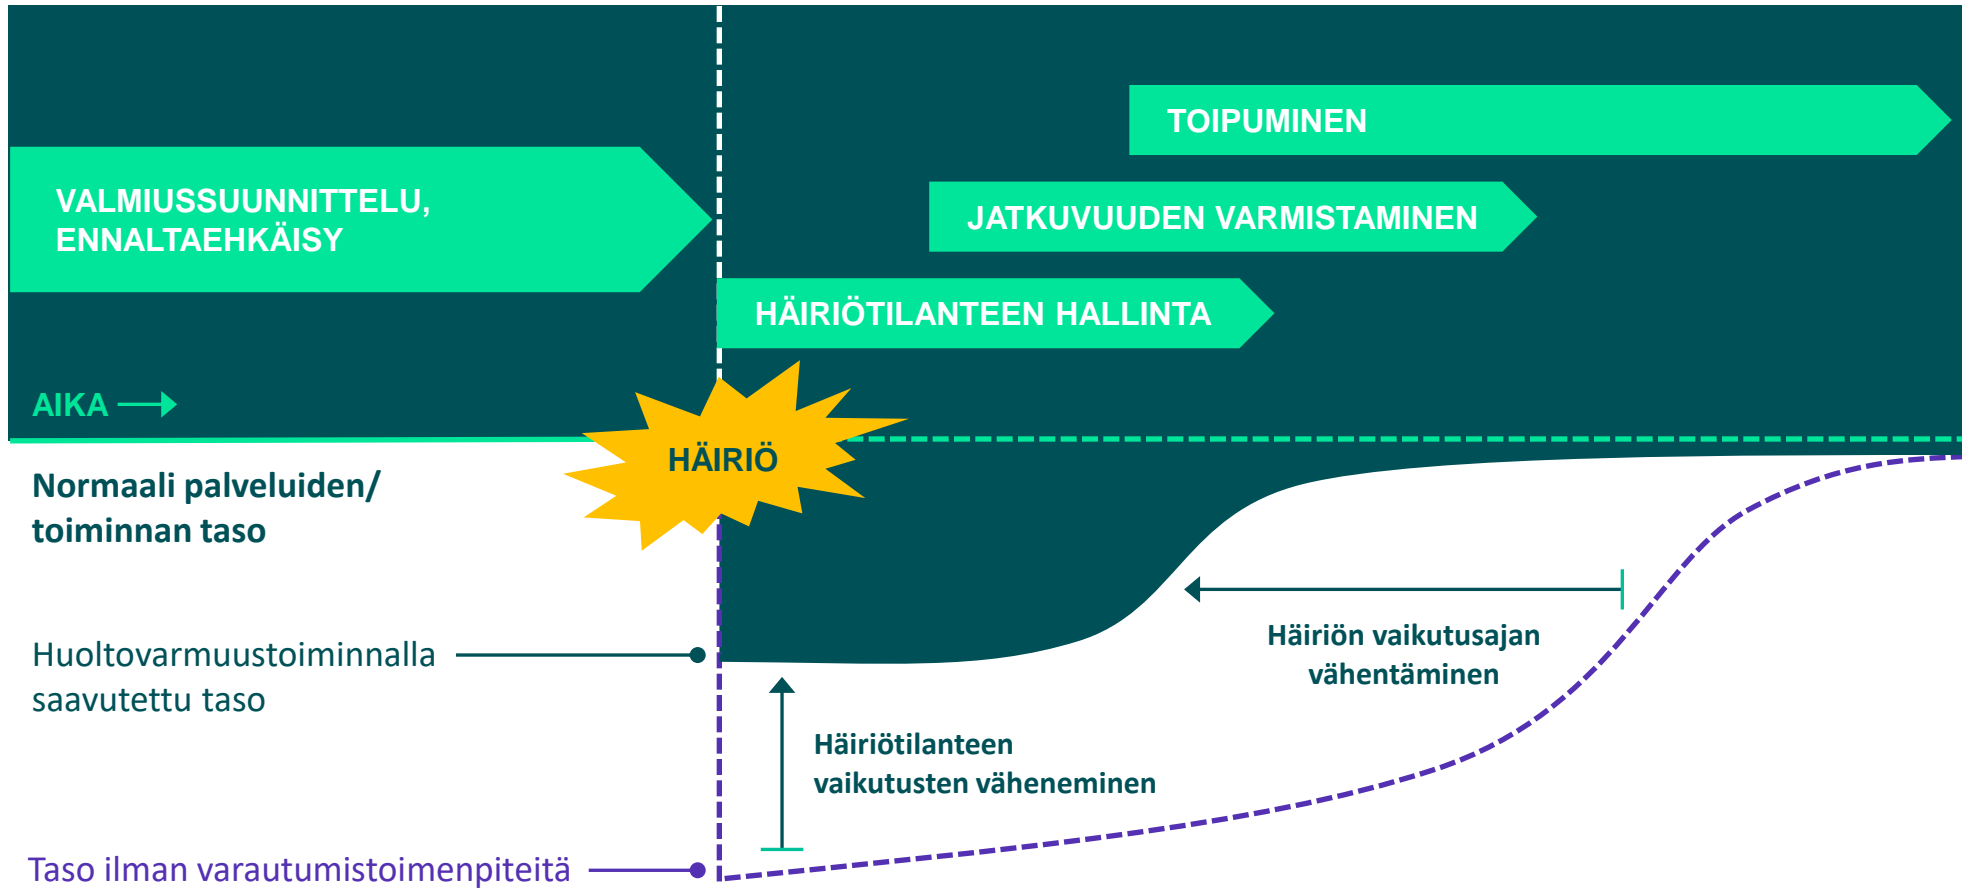 TOIPUMINEN
VALMIUSSUUNNITTELU,
ENNALTAEHKÄISY
JATKUVUUDEN VARMISTAMINEN
HÄIRIÖTILANTEEN HALLINTA
AIKA
HÄIRIÖ
Normaali palveluiden/
toiminnan taso
Huoltovarmuustoiminnalla
saavutettu taso
Häiriön vaikutusajan
vähentäminen
Häiriötilanteen
vaikutusten väheneminen
Taso ilman varautumistoimenpiteitä